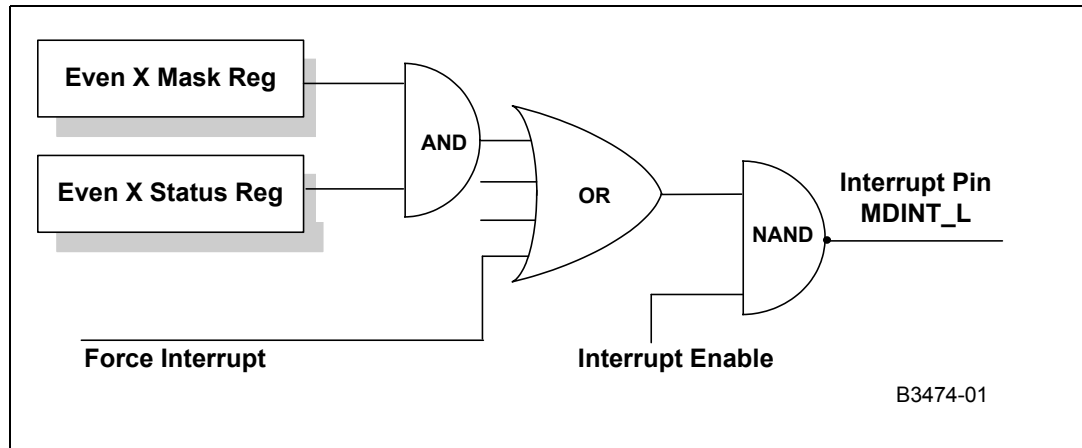 Even X Mask Reg
AND
Even X Status Reg
OR
NAND
Interrupt Pin
MDINT_L
Force Interrupt
Interrupt Enable
B3474-01